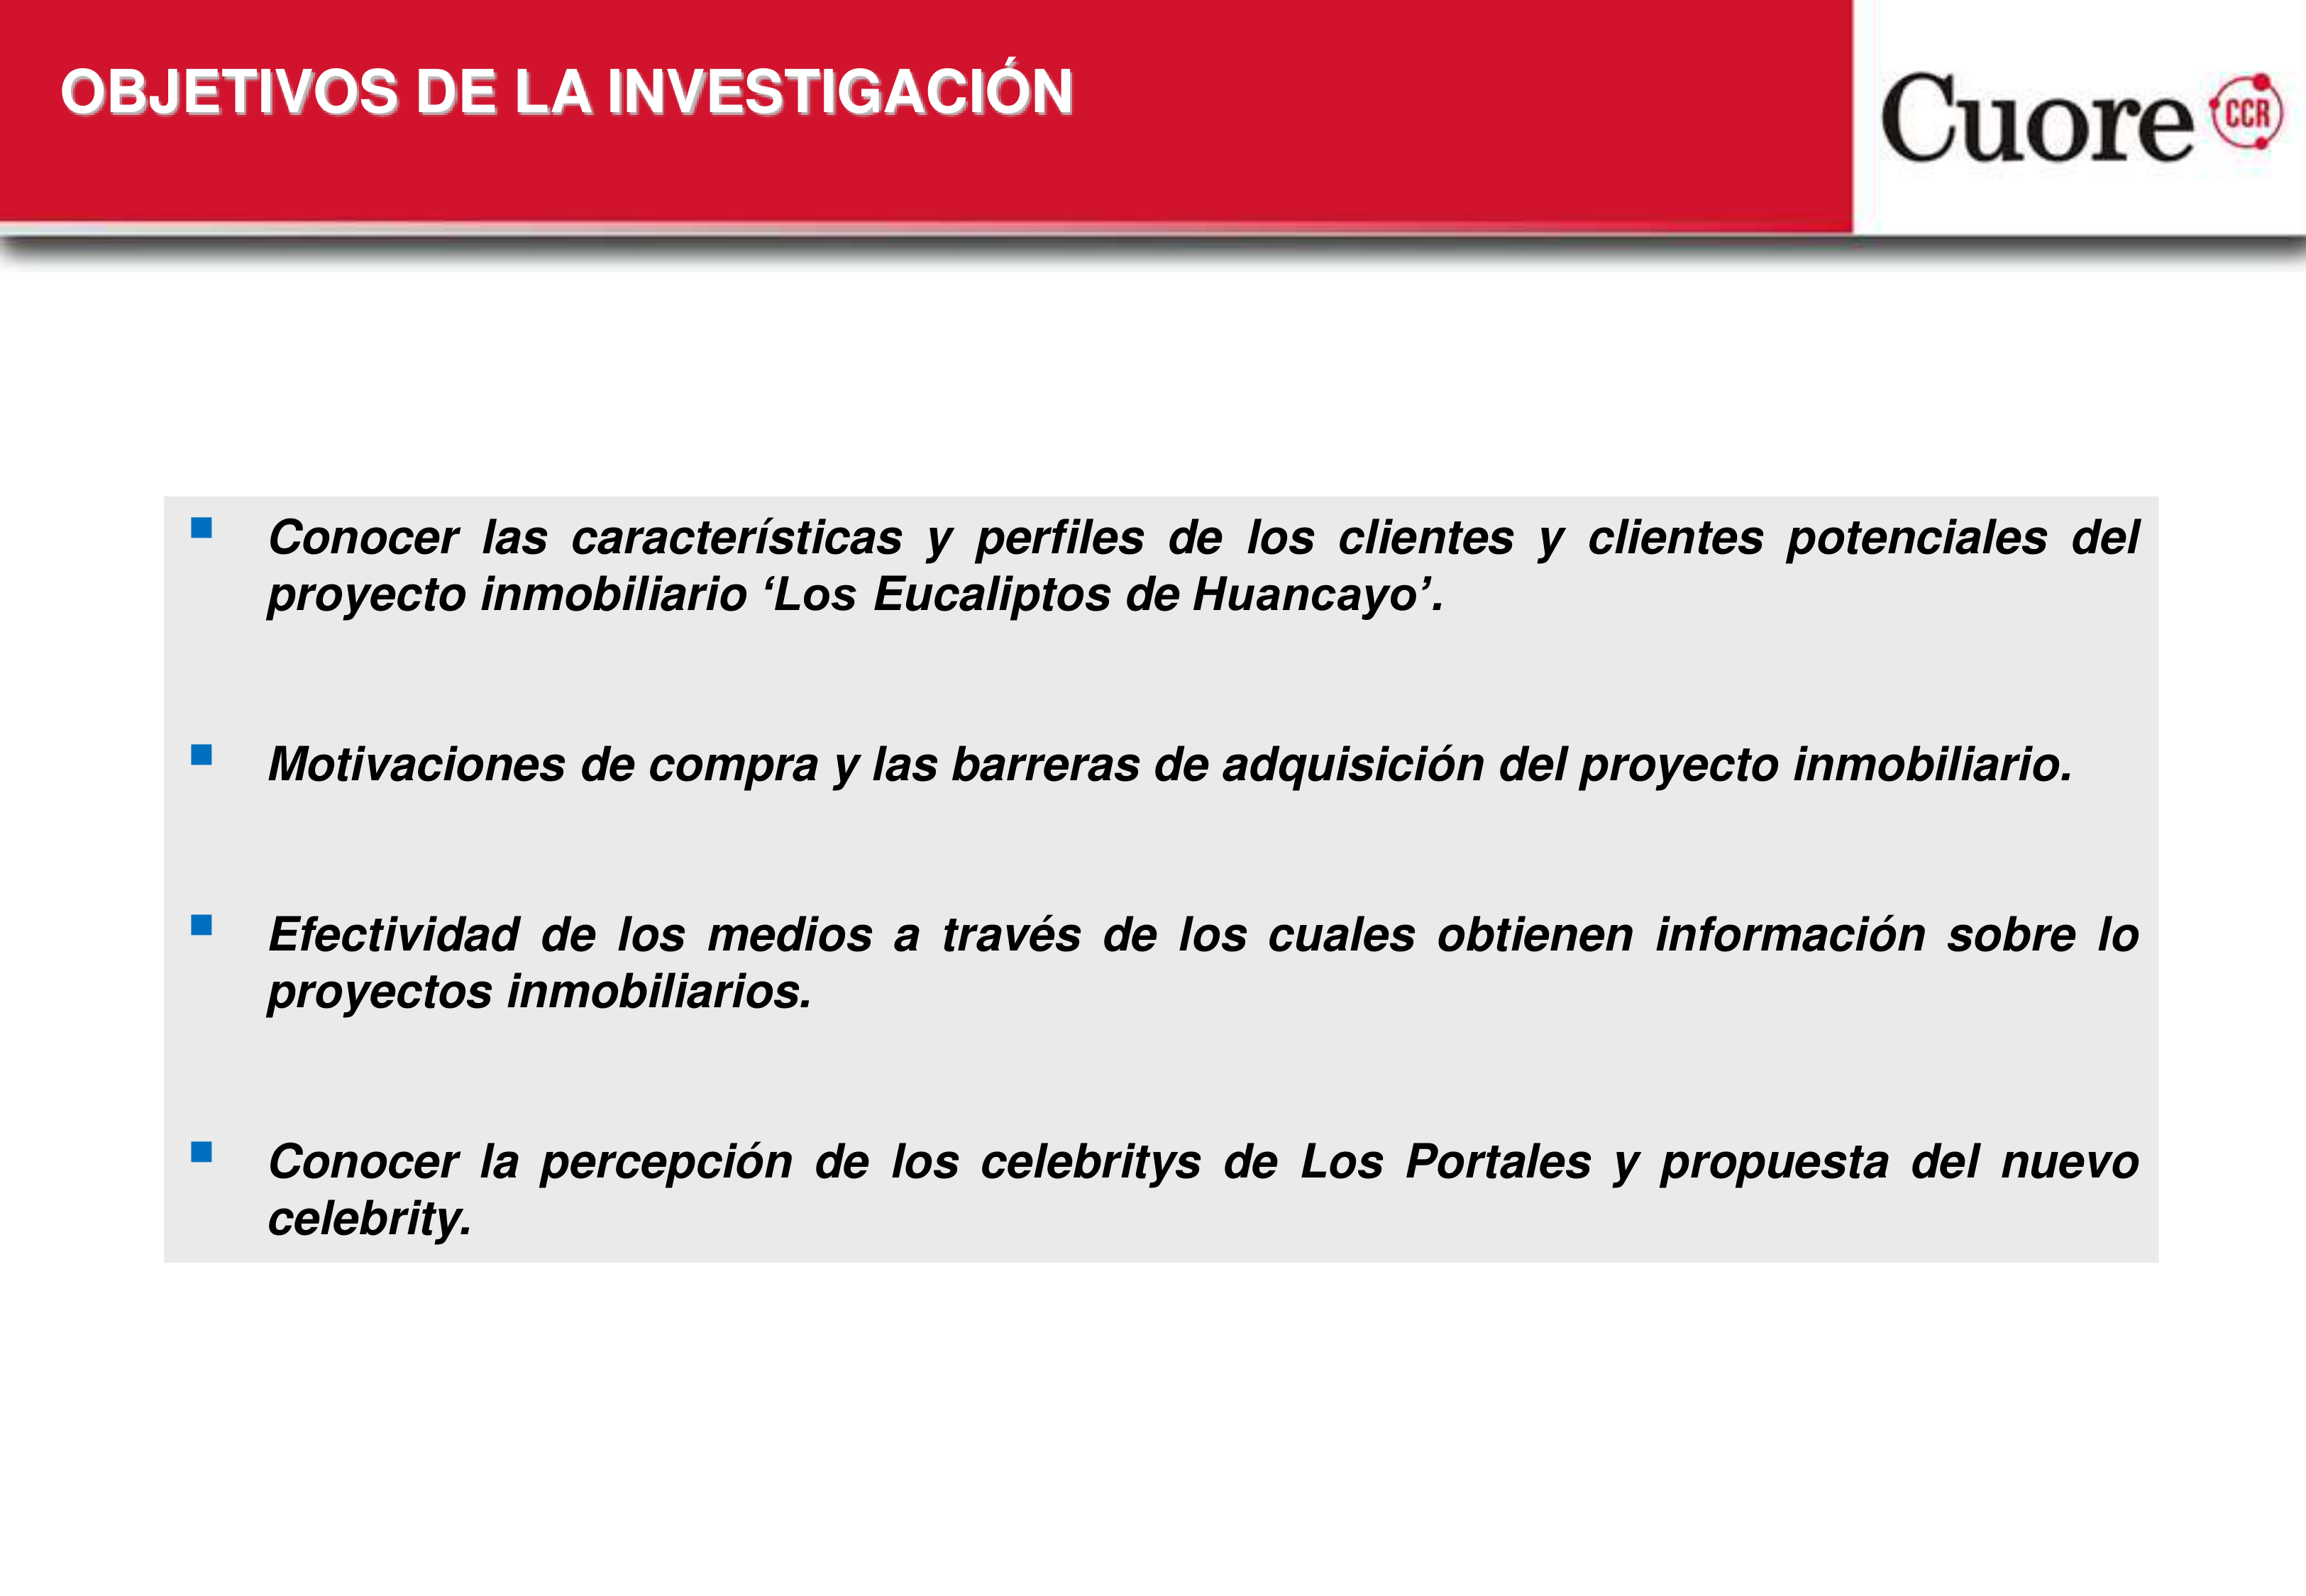 OBJETIVOS DE LA INVESTIGACIÓN
Cuore CCR
Conocer las características y perfiles de los clientes y clientes potenciales del
proyecto inmobiliario ‘Los Eucaliptos de Huancayo’.
Motivaciones de compra y las barreras de adquisición del proyecto inmobiliario.
Efectividad de los medios a través de los cuales obtienen información sobre lo
proyectos inmobiliarios.
Conocer la percepción de los celebritys de Los Portales y propuesta del nuevo
celebrity.